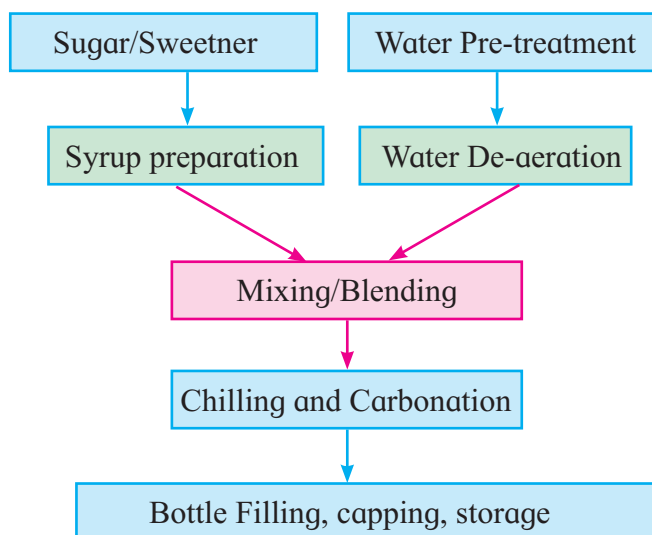 Sugar/Sweetner
Water Pre-treatment
Syrup preparation
Water De-aeration
Mixing/Blending
Chilling and Carbonation
Bottle Filling, capping, storage